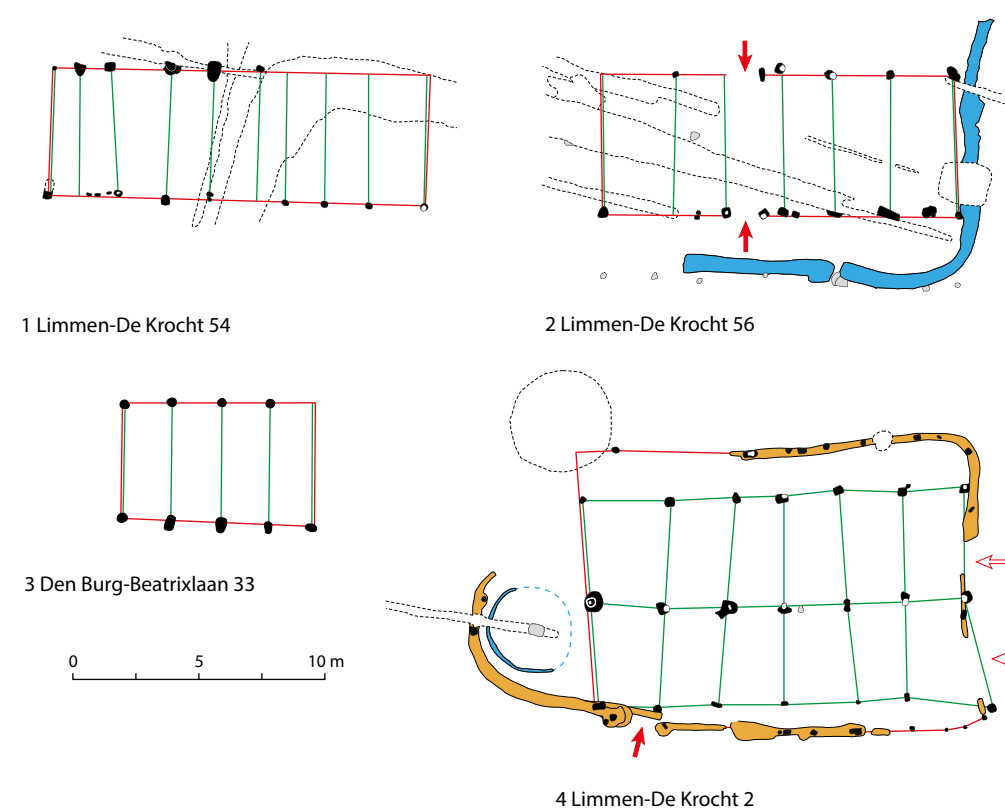 1 Limmen-De Krocht 54
2 Limmen-De Krocht 56
3 Den Burg-Beatrixlaan 33
0 5 10 m
4 Limmen-De Krocht 2